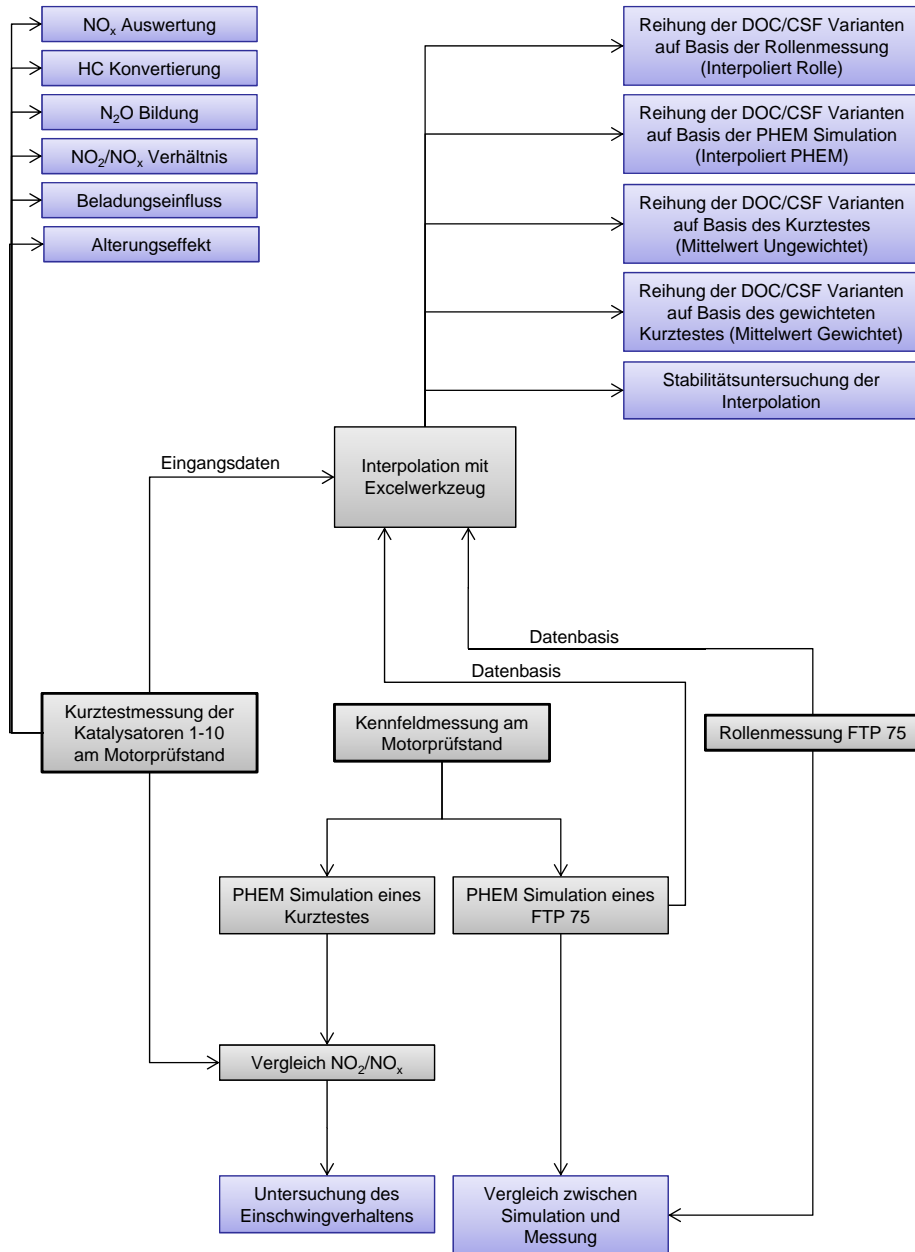 NOₓ Auswertung
HC Konvertierung
N₂O Bildung
NO₂/NOₓ Verhältnis
Beladungseinfluss
Alterungseffekt
Reihung der DOC/CSF Varianten
auf Basis der Rollenmessung
(Interpoliert Rolle)
Reihung der DOC/CSF Varianten
auf Basis der PHEM Simulation
(Interpoliert PHEM)
Reihung der DOC/CSF Varianten
auf Basis des Kurztestes
(Mittelwert Ungewichtet)
Reihung der DOC/CSF Varianten
auf Basis des gewichteten
Kurztestes (Mittelwert Gewichtet)
Stabilitätsuntersuchung der
Interpolation
Eingangsdaten
Interpolation mit
Excelwerkzeug
Datenbasis
Datenbasis
Kurztestmessung der
Katalysatoren 1-10
am Motorprüfstand
Kennfeldmessung am
Motorprüfstand
Rollenmessung FTP 75
PHEM Simulation eines
Kurztestes
PHEM Simulation eines
FTP 75
Vergleich NO₂/NOₓ
Untersuchung des
Einschwingverhaltens
Vergleich zwischen
Simulation und
Messung